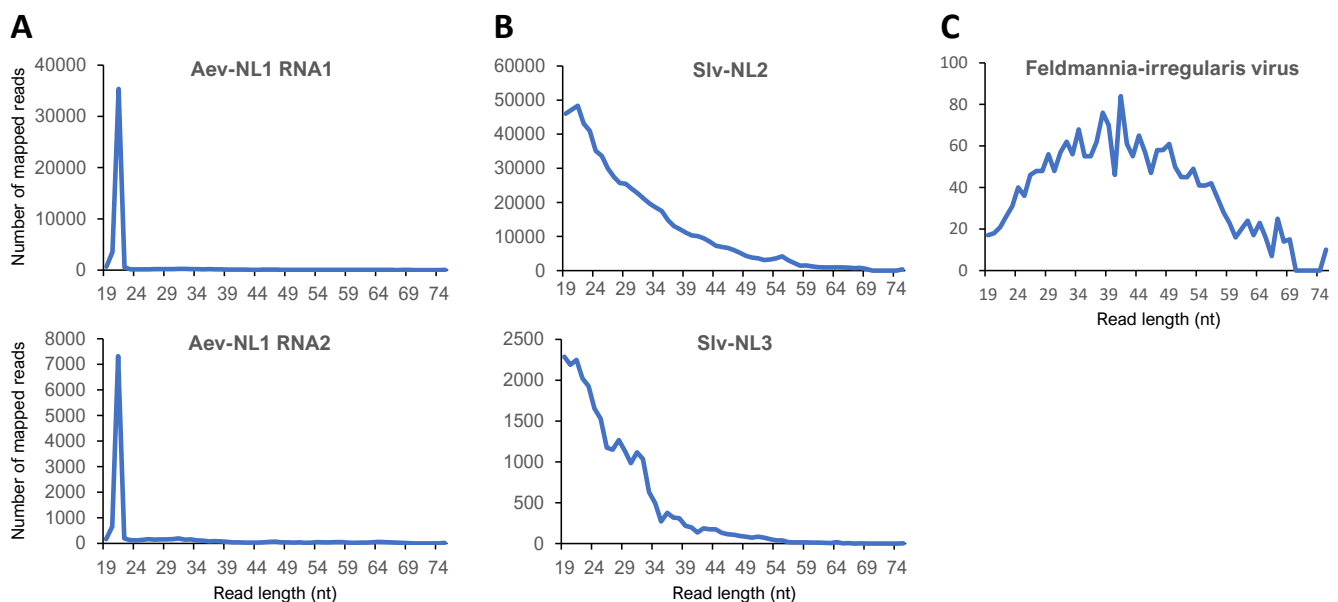 A
Aev-NL1 RNA1
Number of mapped reads
40000
35000
30000
25000
20000
15000
10000
5000
0
19 24 29 34 39 44 49 54 59 64 69 74
Aev-NL1 RNA2
Number of mapped reads
8000
7000
6000
5000
4000
3000
2000
1000
0
19 24 29 34 39 44 49 54 59 64 69 74
Read length (nt)
B
Slv-NL2
60000
50000
40000
30000
20000
10000
0
19 24 29 34 39 44 49 54 59 64 69 74
Slv-NL3
2500
2000
1500
1000
500
0
19 24 29 34 39 44 49 54 59 64 69 74
Read length (nt)
C
Feldmannia-irregularis virus
100
80
60
40
20
0
19 24 29 34 39 44 49 54 59 64 69 74
Read length (nt)